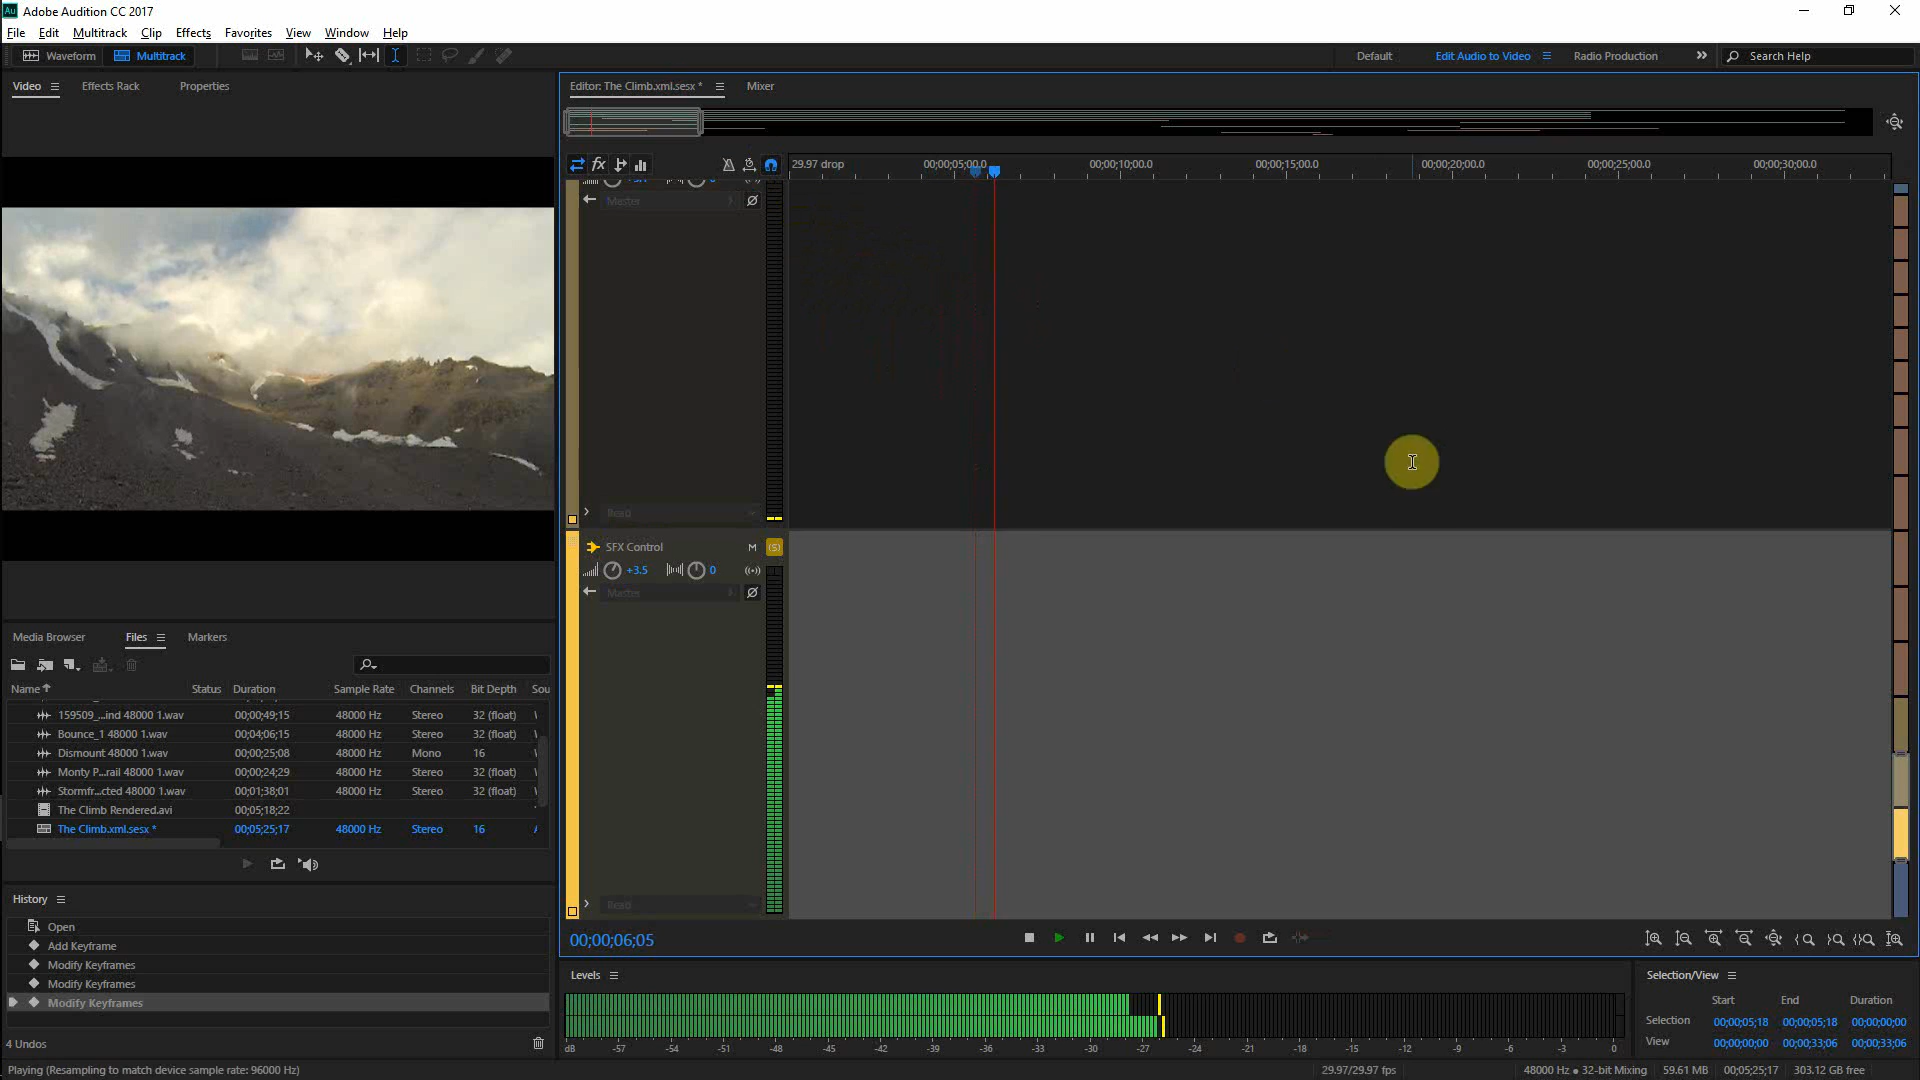 Au Adobe Audition CC 2017
File Edit Multitrack Clip Effects Favorites View Window Help
Waveform Multitrack Default Edit Audio to Video Radio Production Search Help
Video Effects Rack Properties
Editor: The Climb.xml.sesx * Mixer
fx 29.97 drop 00;00;05;00.0 00;00;10;00.0 00;00;15;00.0 00;00;20;00.0 00;00;25;00.0 00;00;30;00.0
Master
Read
SFX Control M (S)
+3.5 0
Master
Read
Media Browser Files Markers
Name Status Duration Sample Rate Channels Bit Depth Sou
159509_...ind 48000 1.wav 00;00;49;15 48000 Hz Stereo 32 (float)
Bounce_1 48000 1.wav 00;04;06;15 48000 Hz Stereo 32 (float)
Dismount 48000 1.wav 00;00;25;08 48000 Hz Mono 16
Monty P...rail 48000 1.wav 00;00;24;29 48000 Hz Stereo 32 (float)
Stormfr...cted 48000 1.wav 00;01;38;01 48000 Hz Stereo 32 (float)
The Climb Rendered.avi 00;05;18;22
The Climb.xml.sesx * 00;05;25;17 48000 Hz Stereo 16
History
Open
Add Keyframe
Modify Keyframes
Modify Keyframes
Modify Keyframes
4 Undos
00;00;06;05
Levels
dB -57 -54 -51 -48 -45 -42 -39 -36 -33 -30 -27 -24 -21 -18 -15 -12 -9 -6 -3 0
Selection/View
Start End Duration
Selection 00;00;05;18 00;00;05;18 00;00;00;00
View 00;00;00;00 00;00;33;06 00;00;33;06
Playing (Resampling to match device sample rate: 96000 Hz) 29.97/29.97 fps 48000 Hz • 32-bit Mixing 59.61 MB 00;05;25;17 303.12 GB free